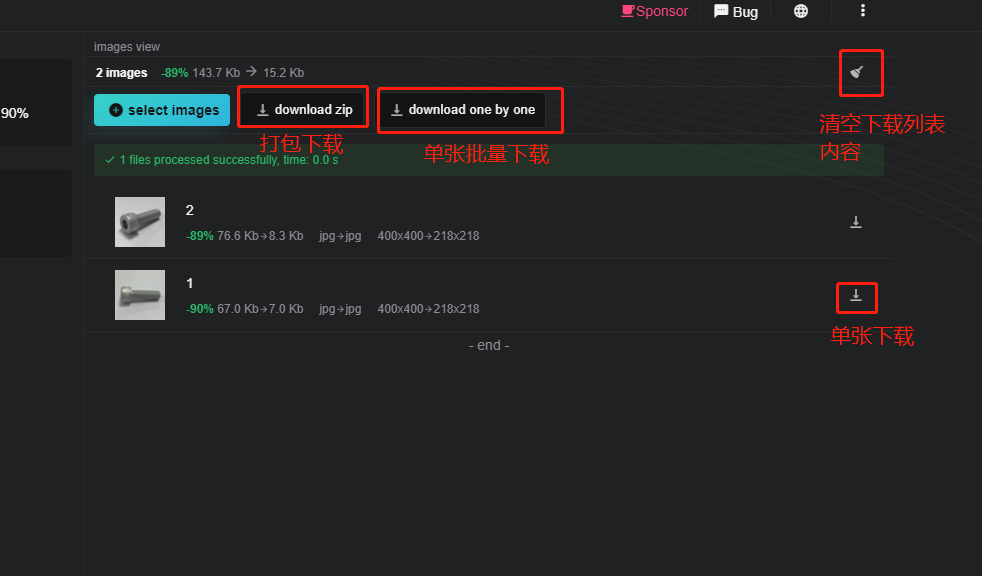 Sponsor Bug
images view
2 images -89% 143.7 Kb → 15.2 Kb
90%
select images download zip download one by one
清空下载列表
内容
打包下载
单张批量下载
1 files processed successfully, time: 0.0 s
2
-89% 76.6 Kb→8.3 Kb jpg→jpg 400x400→218x218
1
-90% 67.0 Kb→7.0 Kb jpg→jpg 400x400→218x218
单张下载
- end -